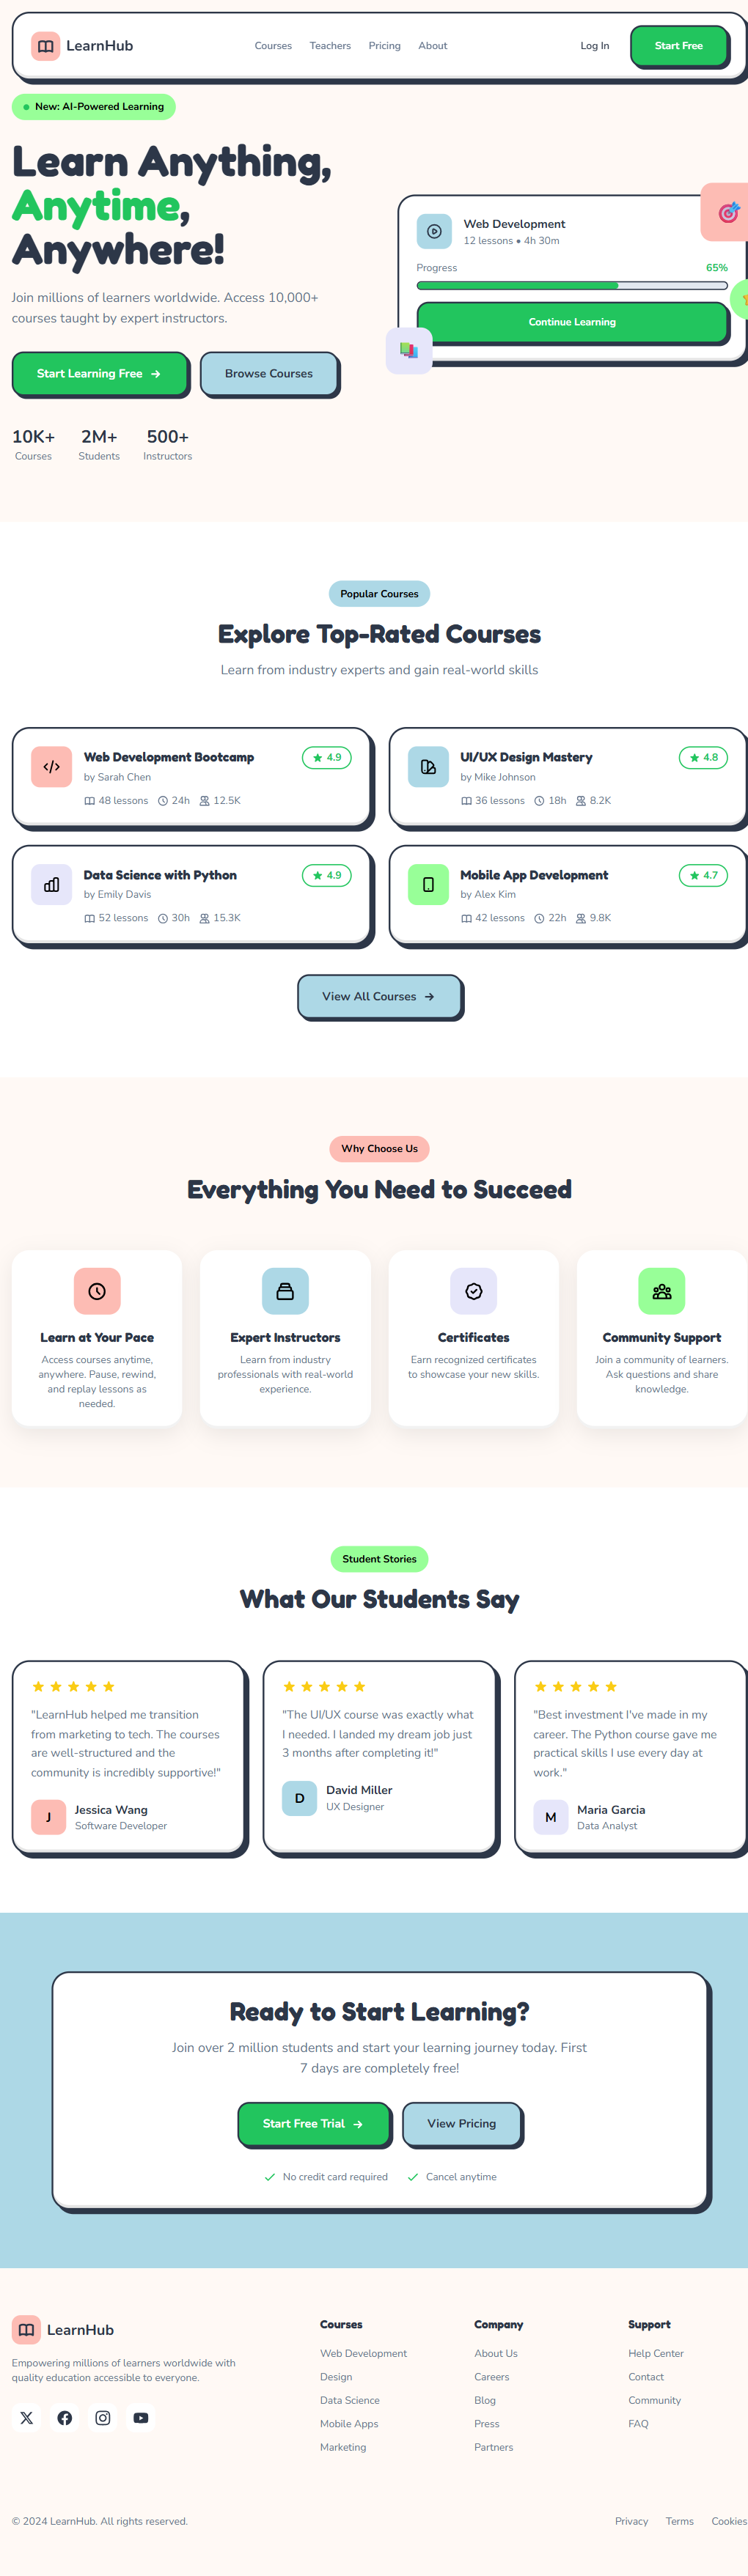 LearnHub
Courses Teachers Pricing About
Log In
Start Free
New: AI-Powered Learning
Learn Anything,
Anytime,
Anywhere!
Join millions of learners worldwide. Access 10,000+
courses taught by expert instructors.
Start Learning Free
Browse Courses
10K+
Courses
2M+
Students
500+
Instructors
Web Development
12 lessons • 4h 30m
Progress 65%
Continue Learning
Popular Courses
Explore Top-Rated Courses
Learn from industry experts and gain real-world skills
Web Development Bootcamp
4.9
by Sarah Chen
48 lessons 24h 12.5K
UI/UX Design Mastery
4.8
by Mike Johnson
36 lessons 18h 8.2K
Data Science with Python
4.9
by Emily Davis
52 lessons 30h 15.3K
Mobile App Development
4.7
by Alex Kim
42 lessons 22h 9.8K
View All Courses
Why Choose Us
Everything You Need to Succeed
Learn at Your Pace
Access courses anytime,
anywhere. Pause, rewind,
and replay lessons as
needed.
Expert Instructors
Learn from industry
professionals with real-world
experience.
Certificates
Earn recognized certificates
to showcase your new skills.
Community Support
Join a community of learners.
Ask questions and share
knowledge.
Student Stories
What Our Students Say
"LearnHub helped me transition
from marketing to tech. The courses
are well-structured and the
community is incredibly supportive!"
J
Jessica Wang
Software Developer
"The UI/UX course was exactly what
I needed. I landed my dream job just
3 months after completing it!"
D
David Miller
UX Designer
"Best investment I've made in my
career. The Python course gave me
practical skills I use every day at
work."
M
Maria Garcia
Data Analyst
Ready to Start Learning?
Join over 2 million students and start your learning journey today. First
7 days are completely free!
Start Free Trial
View Pricing
No credit card required
Cancel anytime
LearnHub
Empowering millions of learners worldwide with
quality education accessible to everyone.
Courses
Web Development
Design
Data Science
Mobile Apps
Marketing
Company
About Us
Careers
Blog
Press
Partners
Support
Help Center
Contact
Community
FAQ
© 2024 LearnHub. All rights reserved.
Privacy Terms Cookies